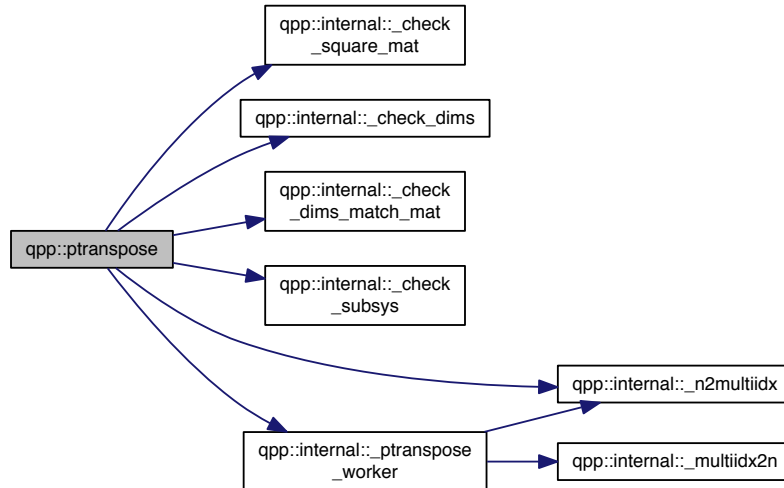 qpp::internal::_check
_square_mat
qpp::internal::_check_dims
qpp::internal::_check
_dims_match_mat
qpp::ptranspose
qpp::internal::_check
_subsys
qpp::internal::_n2multiidx
qpp::internal::_ptranspose
_worker
qpp::internal::_multiidx2n